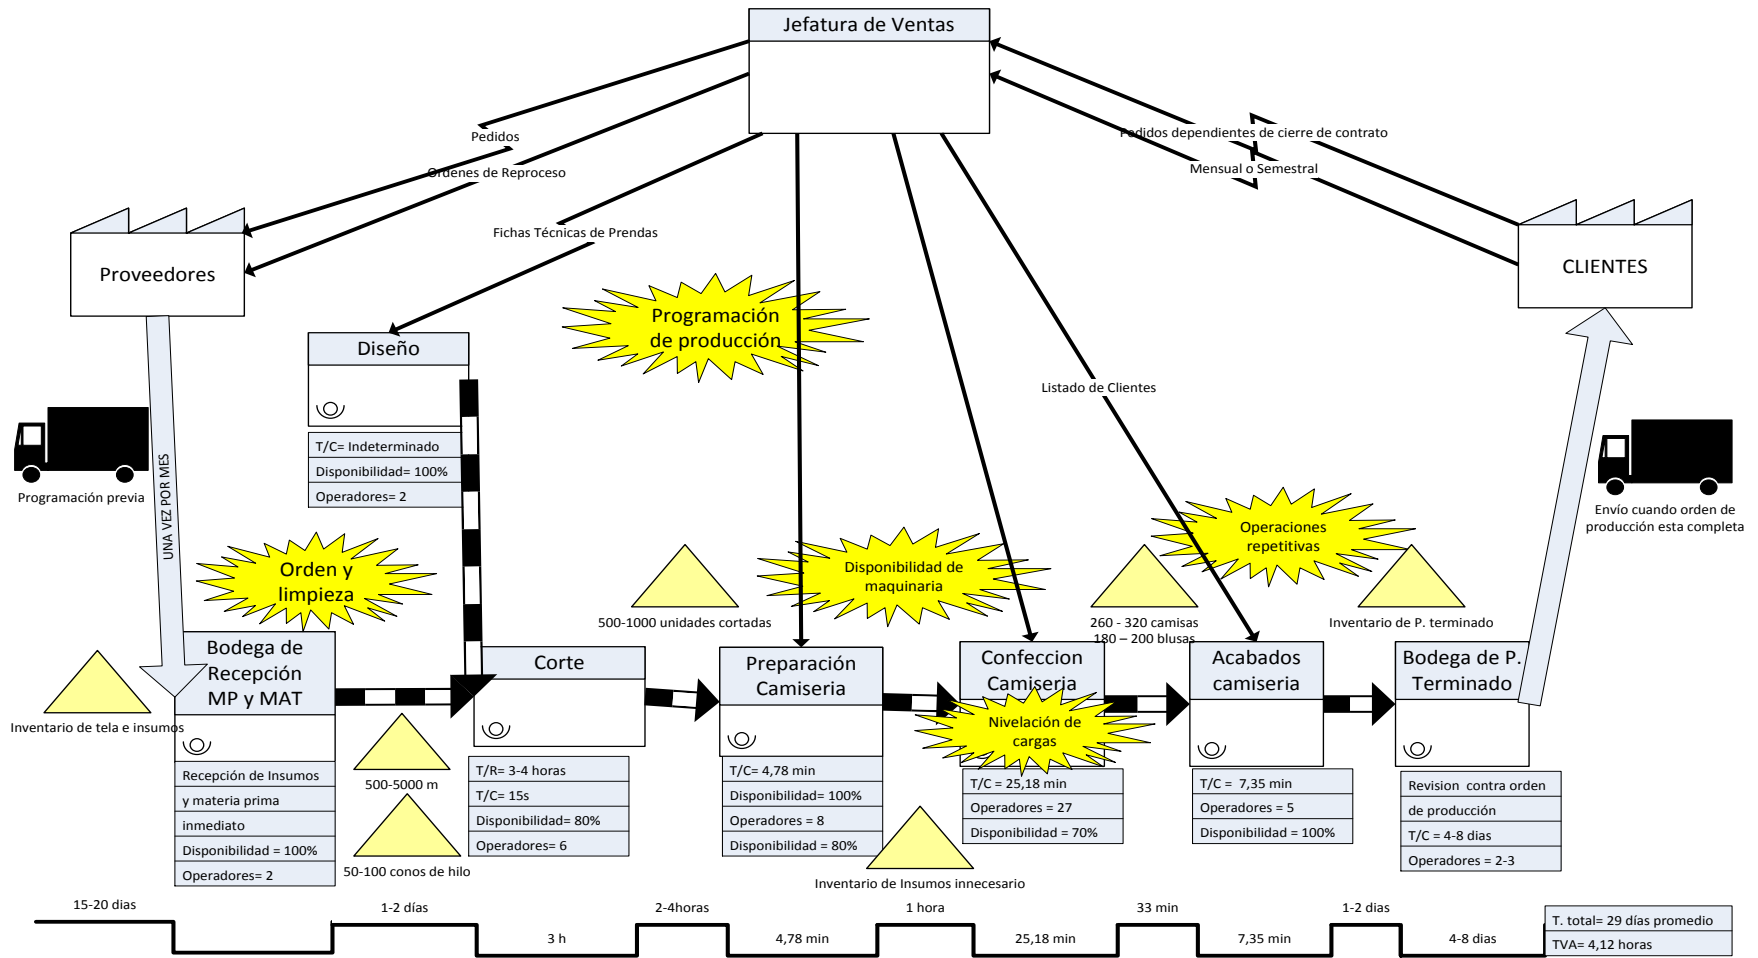 Jefatura de Ventas
Pedidos
Ordenes de Reproceso
Pedidos dependientes de cierre de contrato
Mensual o Semestral
Fichas Técnicas de Prendas
Proveedores
CLIENTES
Programación
de producción
Diseño
T/C= Indeterminado
Disponibilidad= 100%
Operadores= 2
Listado de Clientes
Programación previa
UNA VEZ POR MES
Envío cuando orden de
producción esta completa
Orden y
limpieza
Disponibilidad de
maquinaria
Operaciones
repetitivas
500-1000 unidades cortadas
260 - 320 camisas
180 – 200 blusas
Inventario de P. terminado
Inventario de tela e insumos
Bodega de
Recepción
MP y MAT
Recepción de Insumos
y materia prima
inmediato
Disponibilidad = 100%
Operadores= 2
500-5000 m
50-100 conos de hilo
Corte
T/R= 3-4 horas
T/C= 15s
Disponibilidad= 80%
Operadores= 6
Preparación
Camiseria
T/C= 4,78 min
Disponibilidad= 100%
Operadores = 8
Disponibilidad = 80%
Inventario de Insumos innecesario
Confeccion
Camiseria
Nivelación de
cargas
T/C = 25,18 min
Operadores = 27
Disponibilidad = 70%
Acabados
camiseria
T/C =  7,35 min
Operadores = 5
Disponibilidad = 100%
Bodega de P.
Terminado
Revision  contra orden
de producción
T/C = 4-8 dias
Operadores = 2-3
15-20 dias
1-2 días
3 h
2-4horas
4,78 min
1 hora
25,18 min
33 min
7,35 min
1-2 dias
4-8 dias
T. total= 29 días promedio
TVA= 4,12 horas